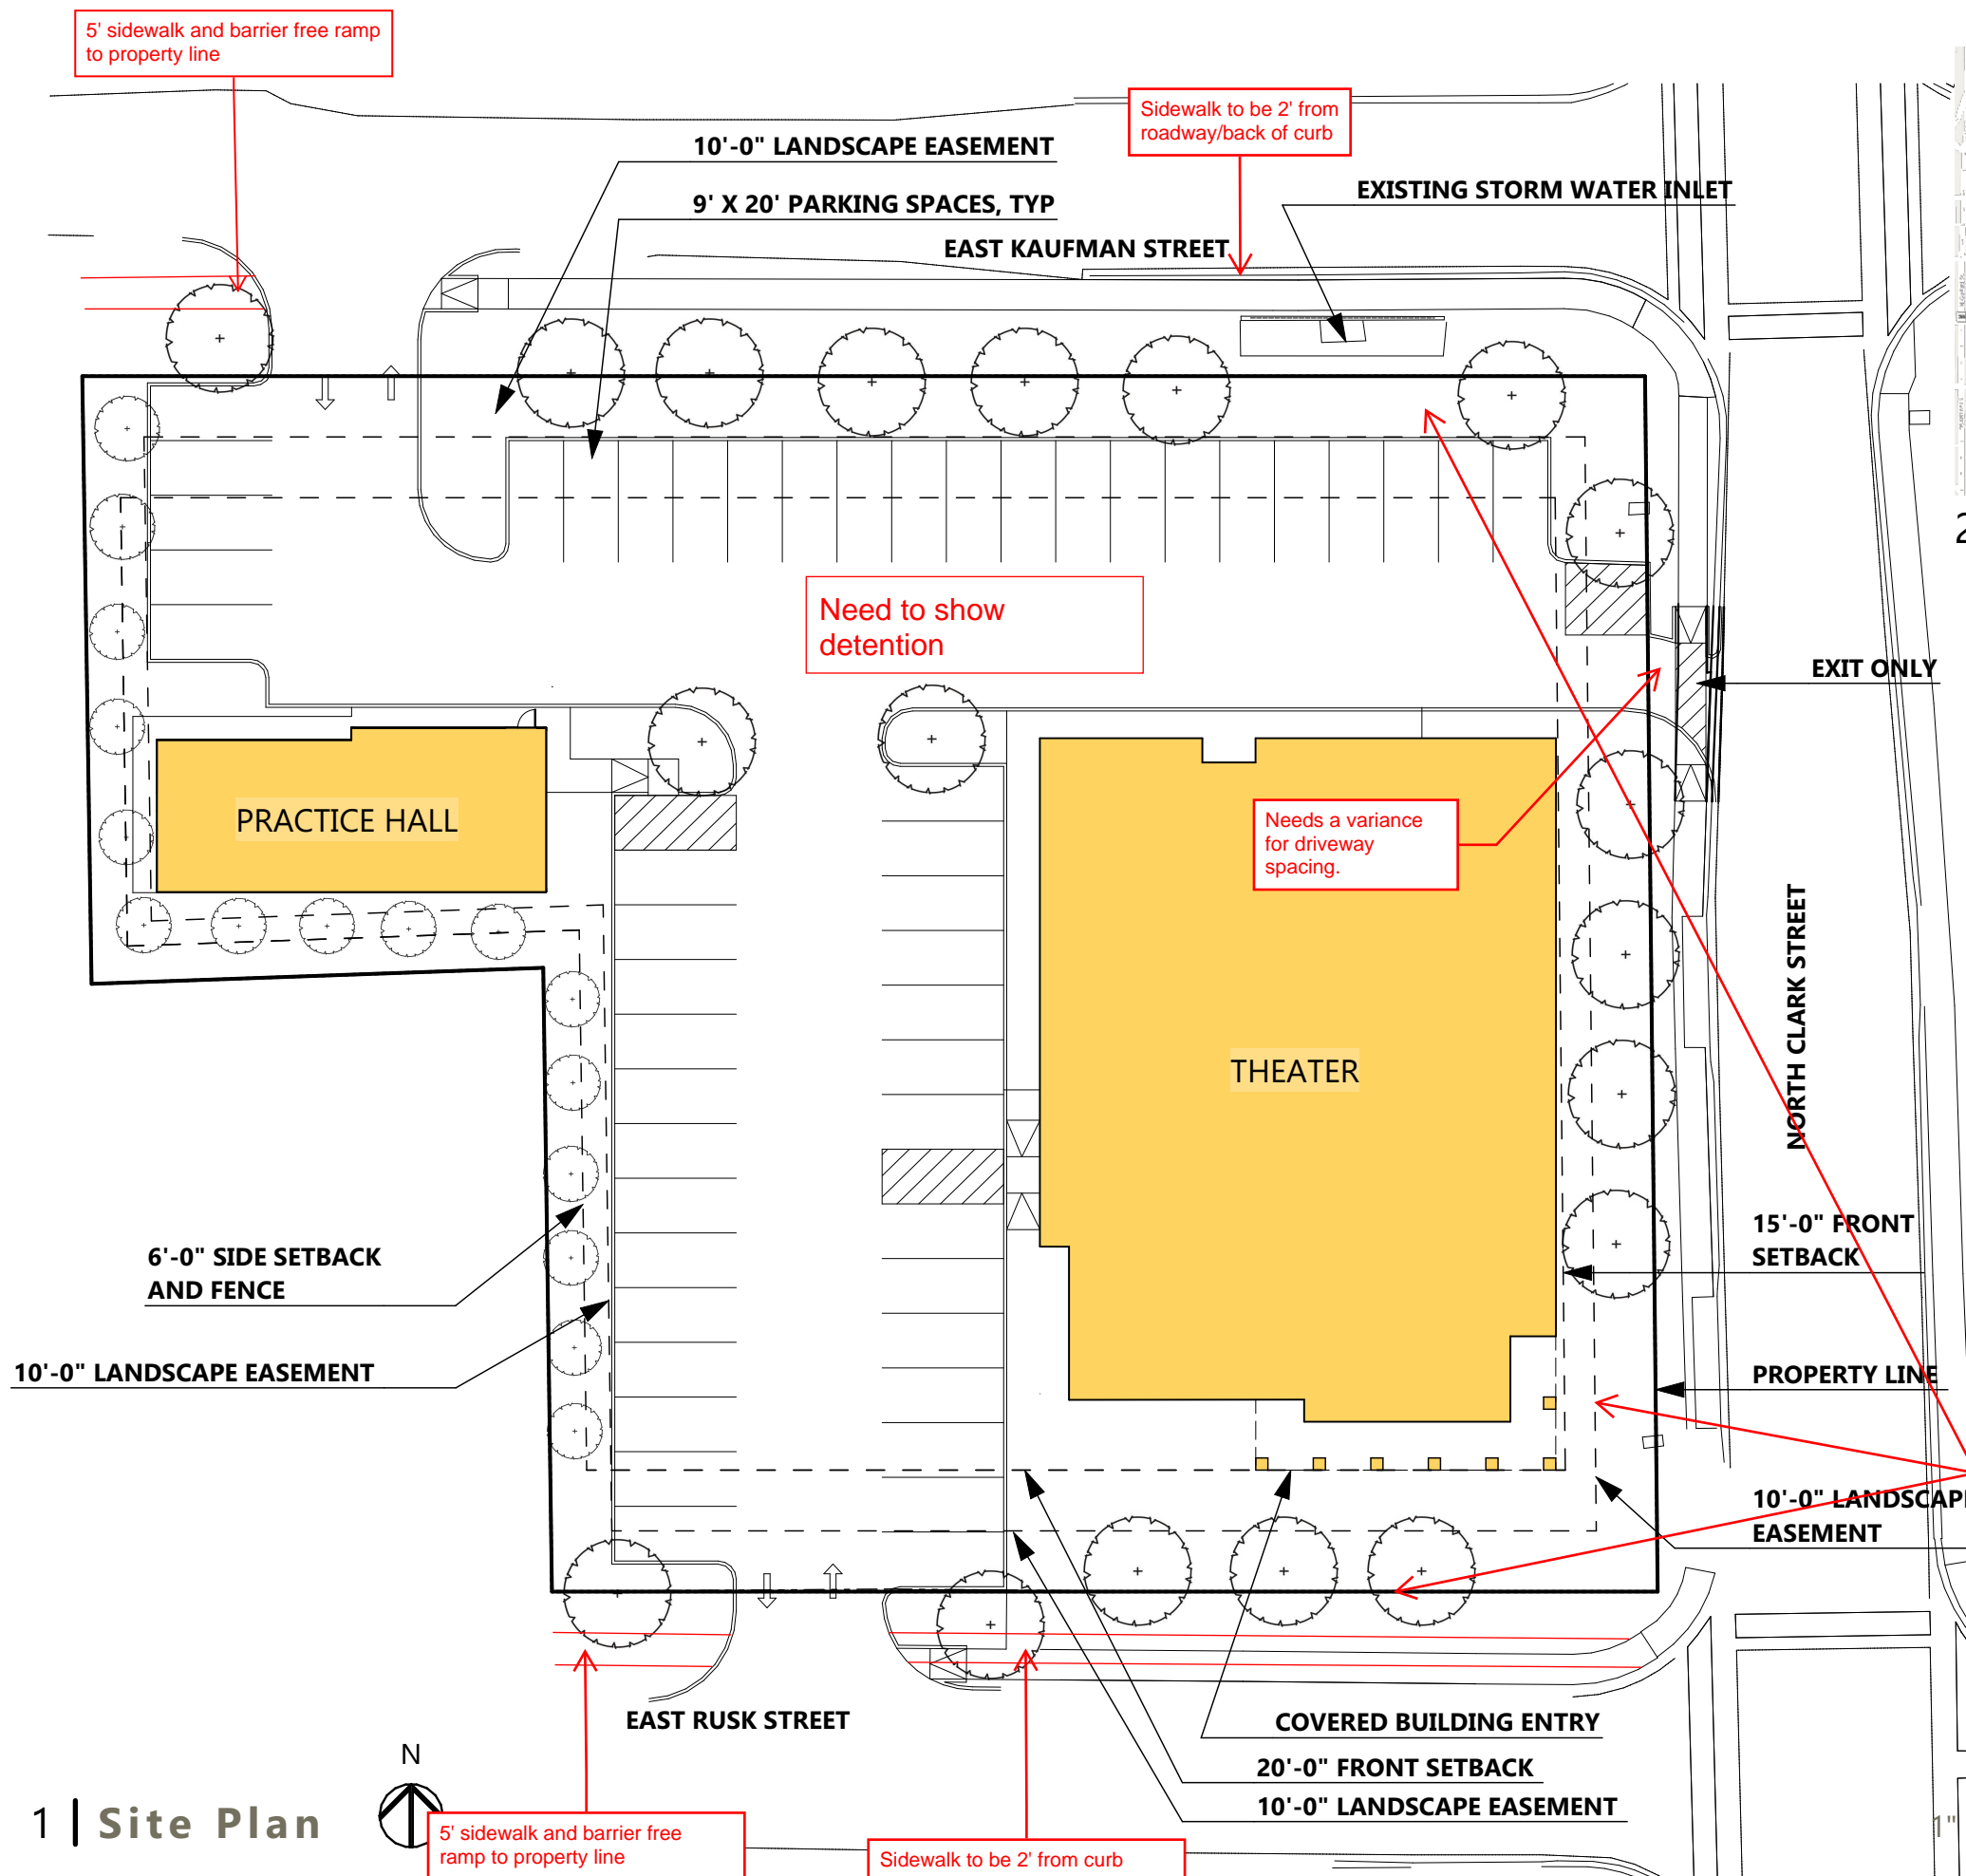 5' sidewalk and barrier free ramp
to property line
Sidewalk to be 2' from
roadway/back of curb
10'-0" LANDSCAPE EASEMENT
9' X 20' PARKING SPACES, TYP
EXISTING STORM WATER INLET
EAST KAUFMAN STREET
2
Need to show
detention
EXIT ONLY
PRACTICE HALL
Needs a variance
for driveway
spacing.
NORTH CLARK STREET
THEATER
15'-0" FRONT
SETBACK
6'-0" SIDE SETBACK
AND FENCE
10'-0" LANDSCAPE EASEMENT
PROPERTY LINE
10'-0" LANDSCAPE
EASEMENT
EAST RUSK STREET
COVERED BUILDING ENTRY
20'-0" FRONT SETBACK
10'-0" LANDSCAPE EASEMENT
N
1 | Site Plan
1"
5' sidewalk and barrier free
ramp to property line
Sidewalk to be 2' from curb